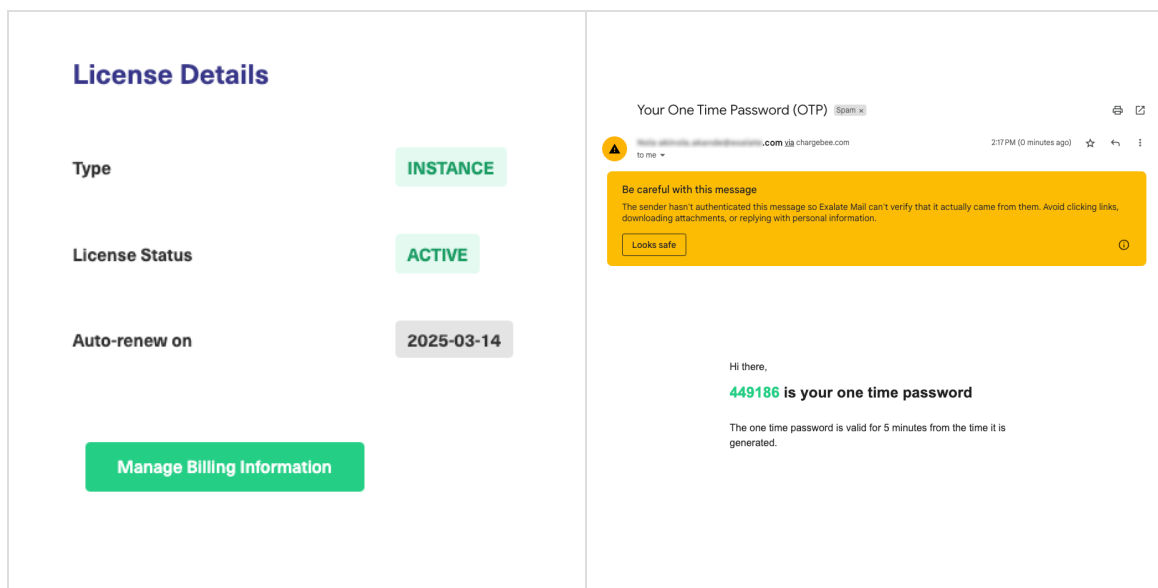 License Details
Type
INSTANCE
License Status
ACTIVE
Auto-renew on
2025-03-14
Manage Billing Information
Your One Time Password (OTP) Spam ×
.com via chargebee.com 2:17 PM (0 minutes ago)
to me
Be careful with this message
The sender hasn't authenticated this message so Exalate Mail can't verify that it actually came from them. Avoid clicking links,
downloading attachments, or replying with personal information.
Looks safe
Hi there,
449186 is your one time password
The one time password is valid for 5 minutes from the time it is
generated.